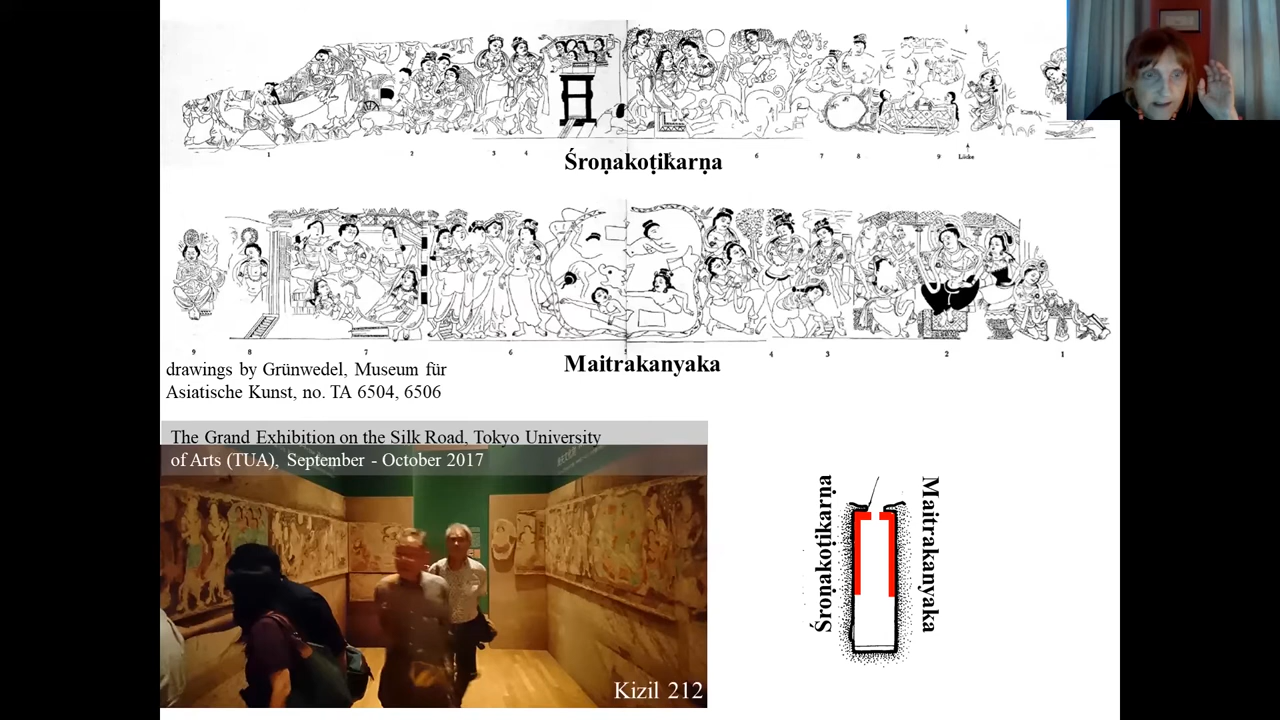 1 2 3 4 6 7 8 9 Lücke
Śroṇakoṭikarṇa
9 8 7 6 5 4 3 2 1
Maitrakanyaka
drawings by Grünwedel, Museum für
Asiatische Kunst, no. TA 6504, 6506
The Grand Exhibition on the Silk Road, Tokyo University
of Arts (TUA), September - October 2017
Kizil 212
Śroṇakoṭikarṇa
Maitrakanyaka